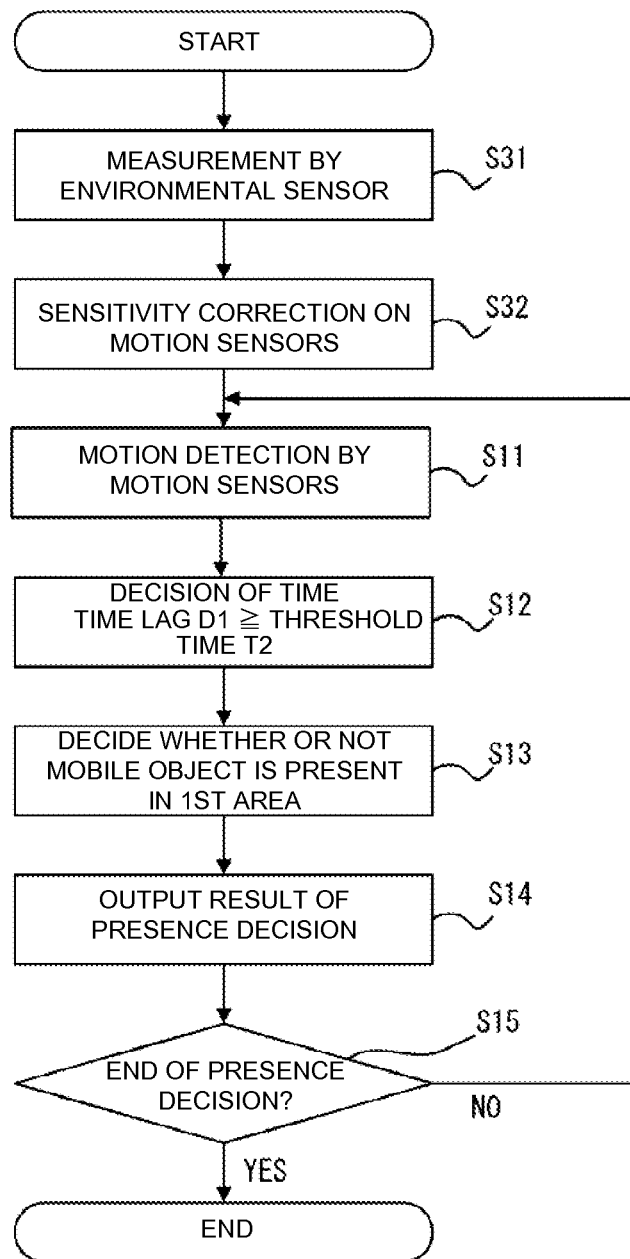 START
MEASUREMENT BY
ENVIRONMENTAL SENSOR
S31
SENSITIVITY CORRECTION ON
MOTION SENSORS
S32
MOTION DETECTION BY
MOTION SENSORS
S11
DECISION OF TIME
TIME LAG D1 ≧ THRESHOLD
TIME T2
S12
DECIDE WHETHER OR NOT
MOBILE OBJECT IS PRESENT
IN 1ST AREA
S13
OUTPUT RESULT OF
PRESENCE DECISION
S14
END OF PRESENCE
DECISION?
S15
NO
YES
END